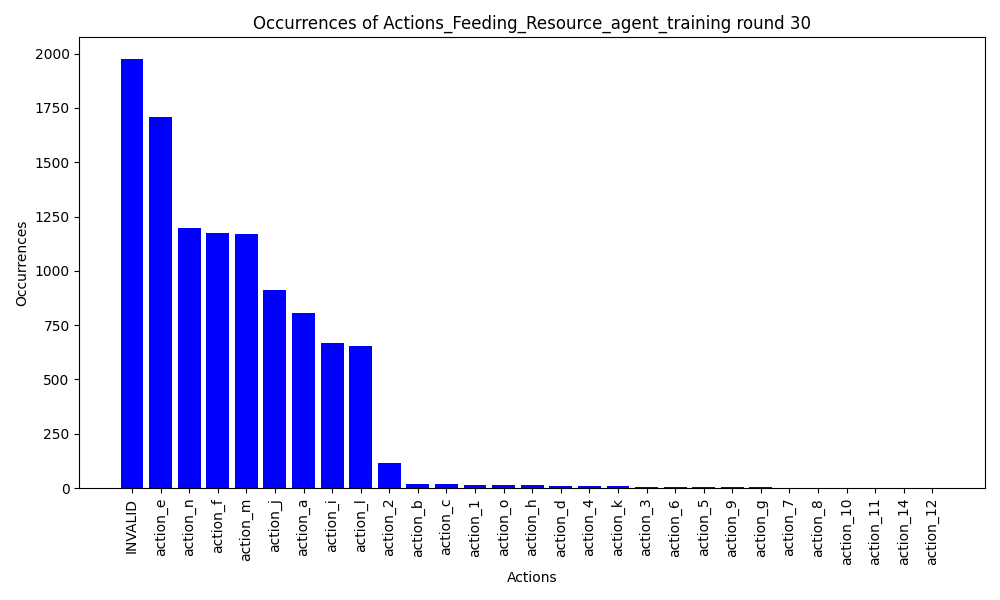 Occurrences of Actions_Feeding_Resource_agent_training round 30
Occurrences
2000
1750
1500
1250
1000
750
500
250
0
INVALID
action_e
action_n
action_f
action_m
action_j
action_a
action_i
action_l
action_2
action_b
action_c
action_1
action_o
action_h
action_d
action_4
action_k
action_3
action_6
action_5
action_9
action_g
action_7
action_8
action_10
action_11
action_14
action_12
Actions